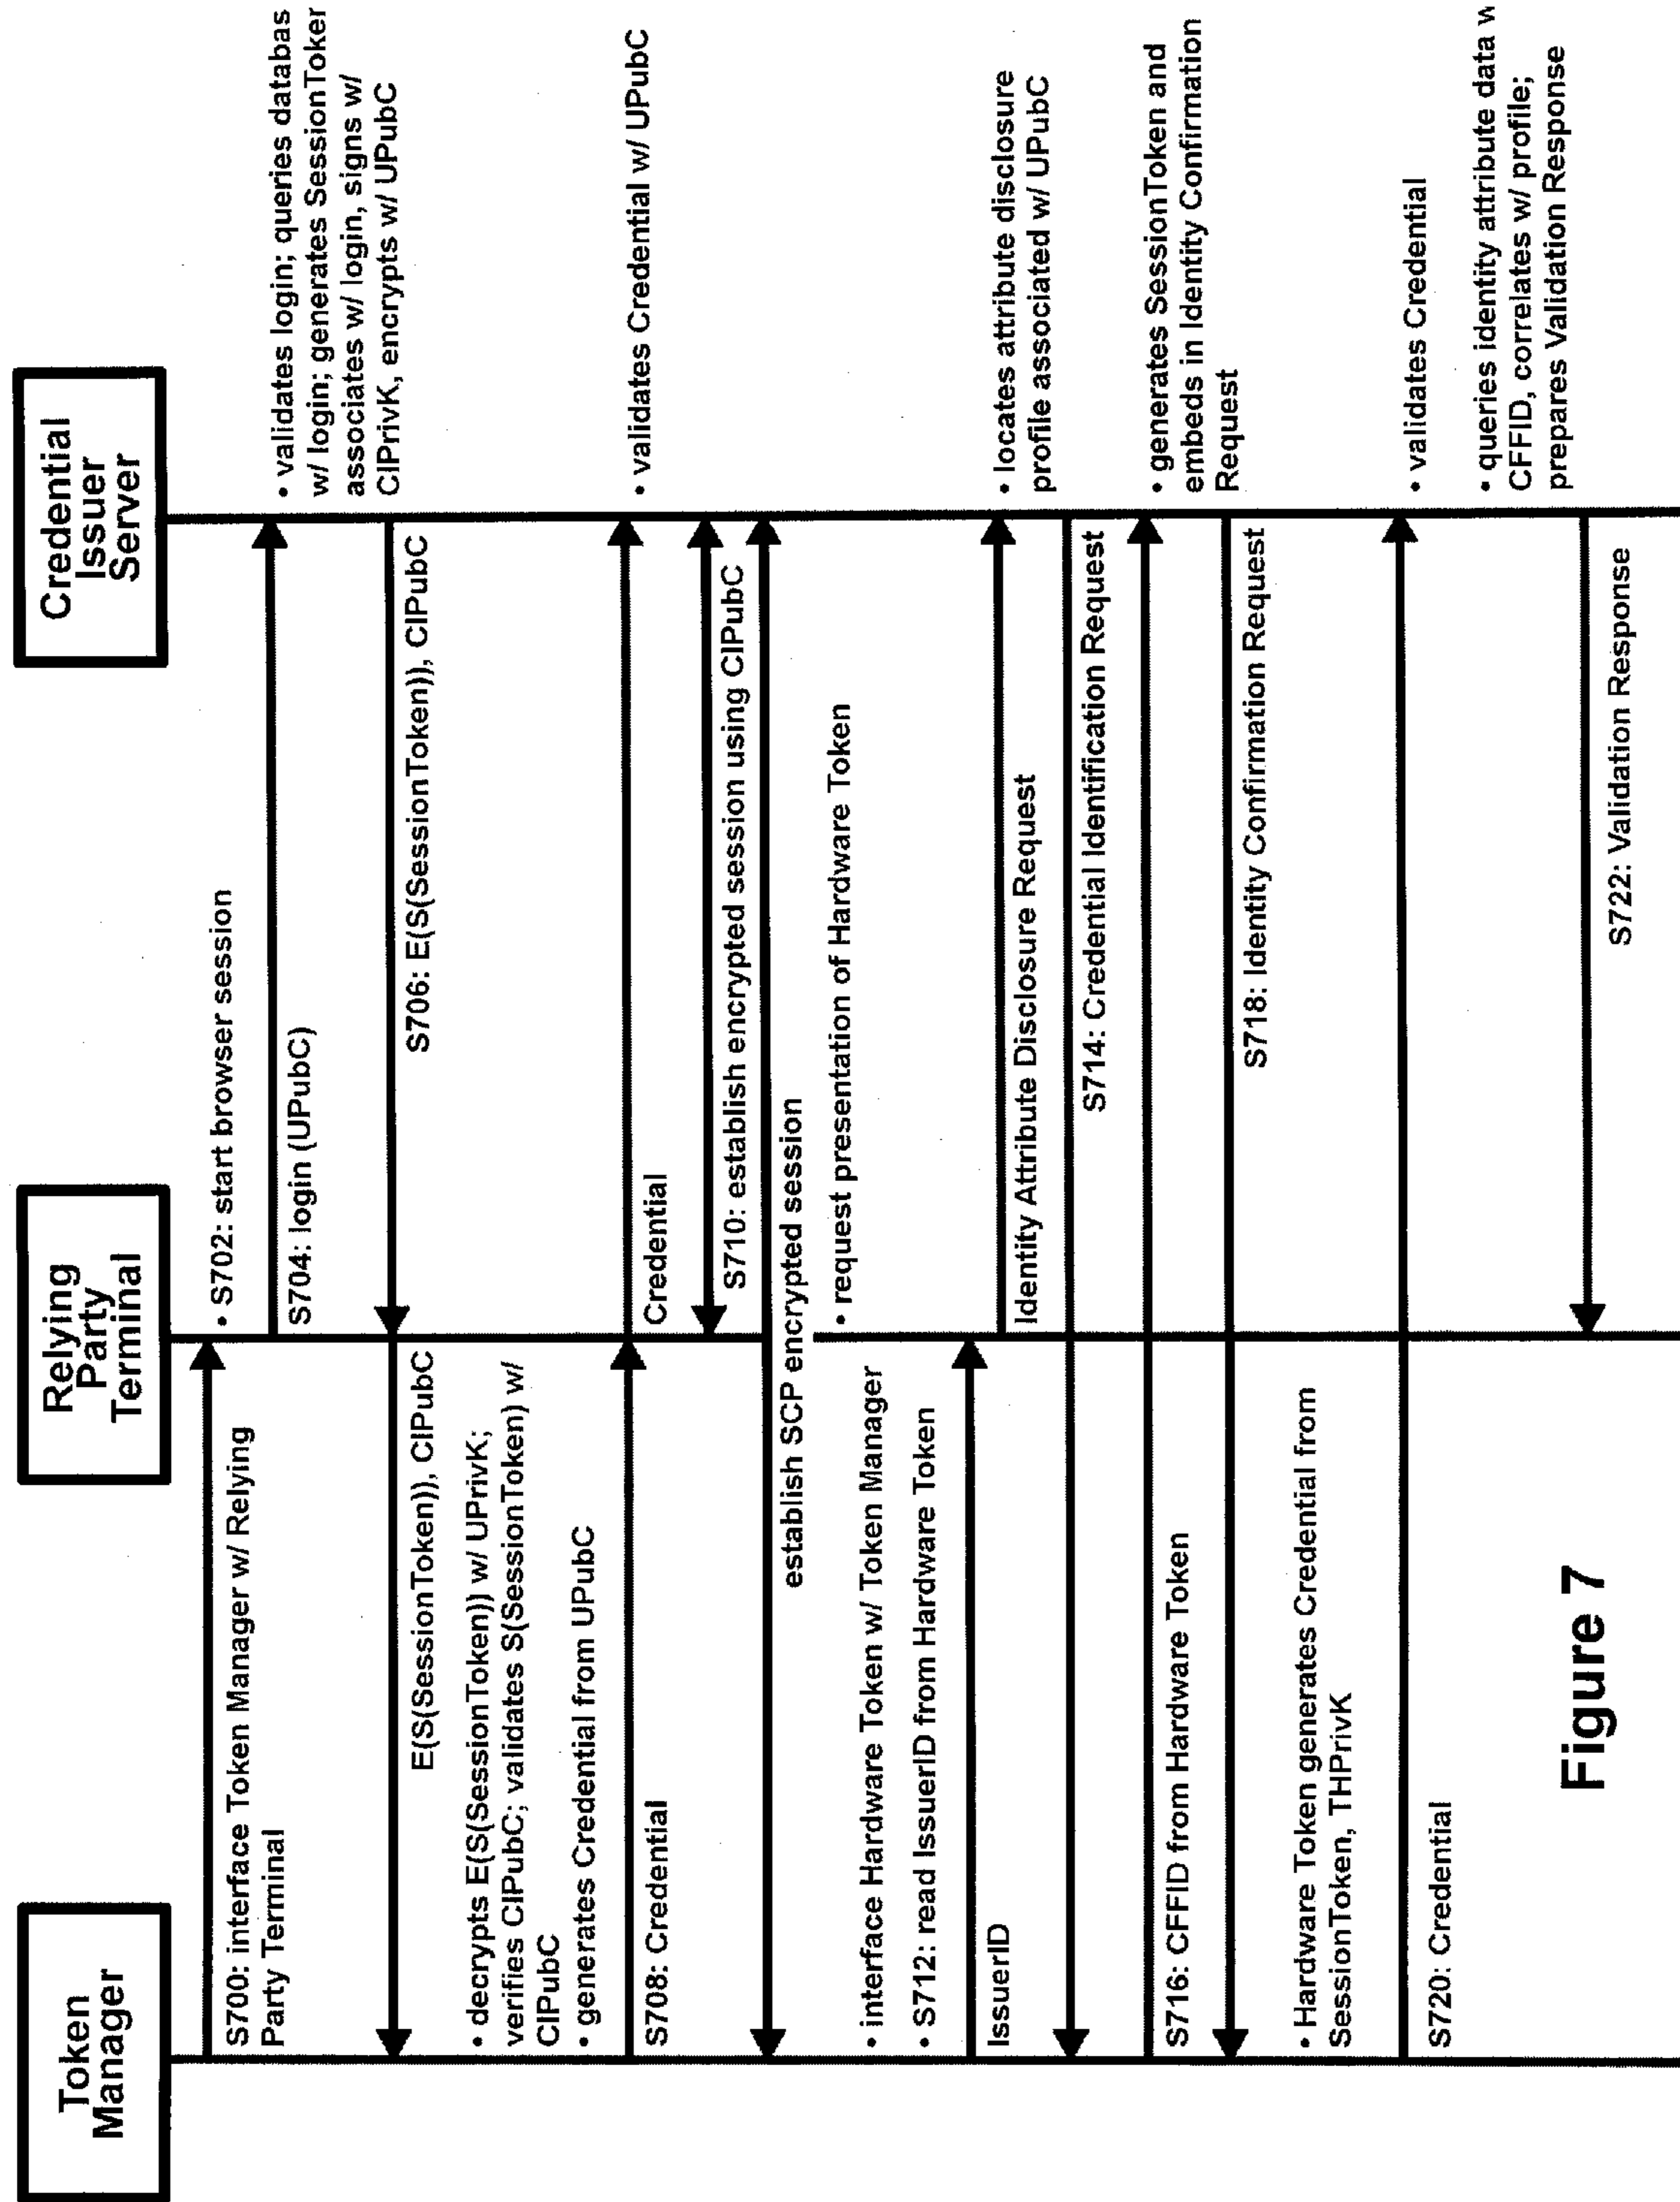 Token
Manager
Relying
Party
Terminal
Credential
Issuer
Server
S700: interface Token Manager w/ Relying
Party Terminal
• S702: start browser session
S704: login (UPubC)
• validates login; queries databas
w/ login; generates SessionToker
associates w/ login, signs w/
CIPrivK, encrypts w/ UPubC
S706: E(S(SessionToken)), CIPubC
E(S(SessionToken)), CIPubC
• decrypts E(S(SessionToken)) w/ UPrivK;
verifies CIPubC; validates S(SessionToken) w/
CIPubC
• generates Credential from UPubC
S708: Credential
Credential
• validates Credential w/ UPubC
S710: establish encrypted session using CIPubC
establish SCP encrypted session
• request presentation of Hardware Token
• interface Hardware Token w/ Token Manager
• S712: read IssuerID from Hardware Token
IssuerID
Identity Attribute Disclosure Request
• locates attribute disclosure
profile associated w/ UPubC
S714: Credential Identification Request
S716: CFFID from Hardware Token
• generates SessionToken and
embeds in Identity Confirmation
Request
S718: Identity Confirmation Request
• Hardware Token generates Credential from
SessionToken, THPrivK
S720: Credential
• validates Credential
• queries identity attribute data w
CFFID, correlates w/ profile;
prepares Validation Response
S722: Validation Response
Figure 7